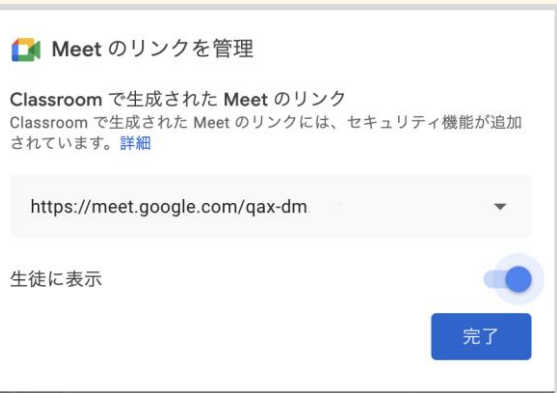 Meet のリンクを管理
Classroom で生成された Meet のリンク
Classroom で生成された Meet のリンクには、セキュリティ機能が追加
されています。詳細
https://meet.google.com/qax-dm
生徒に表示
完了